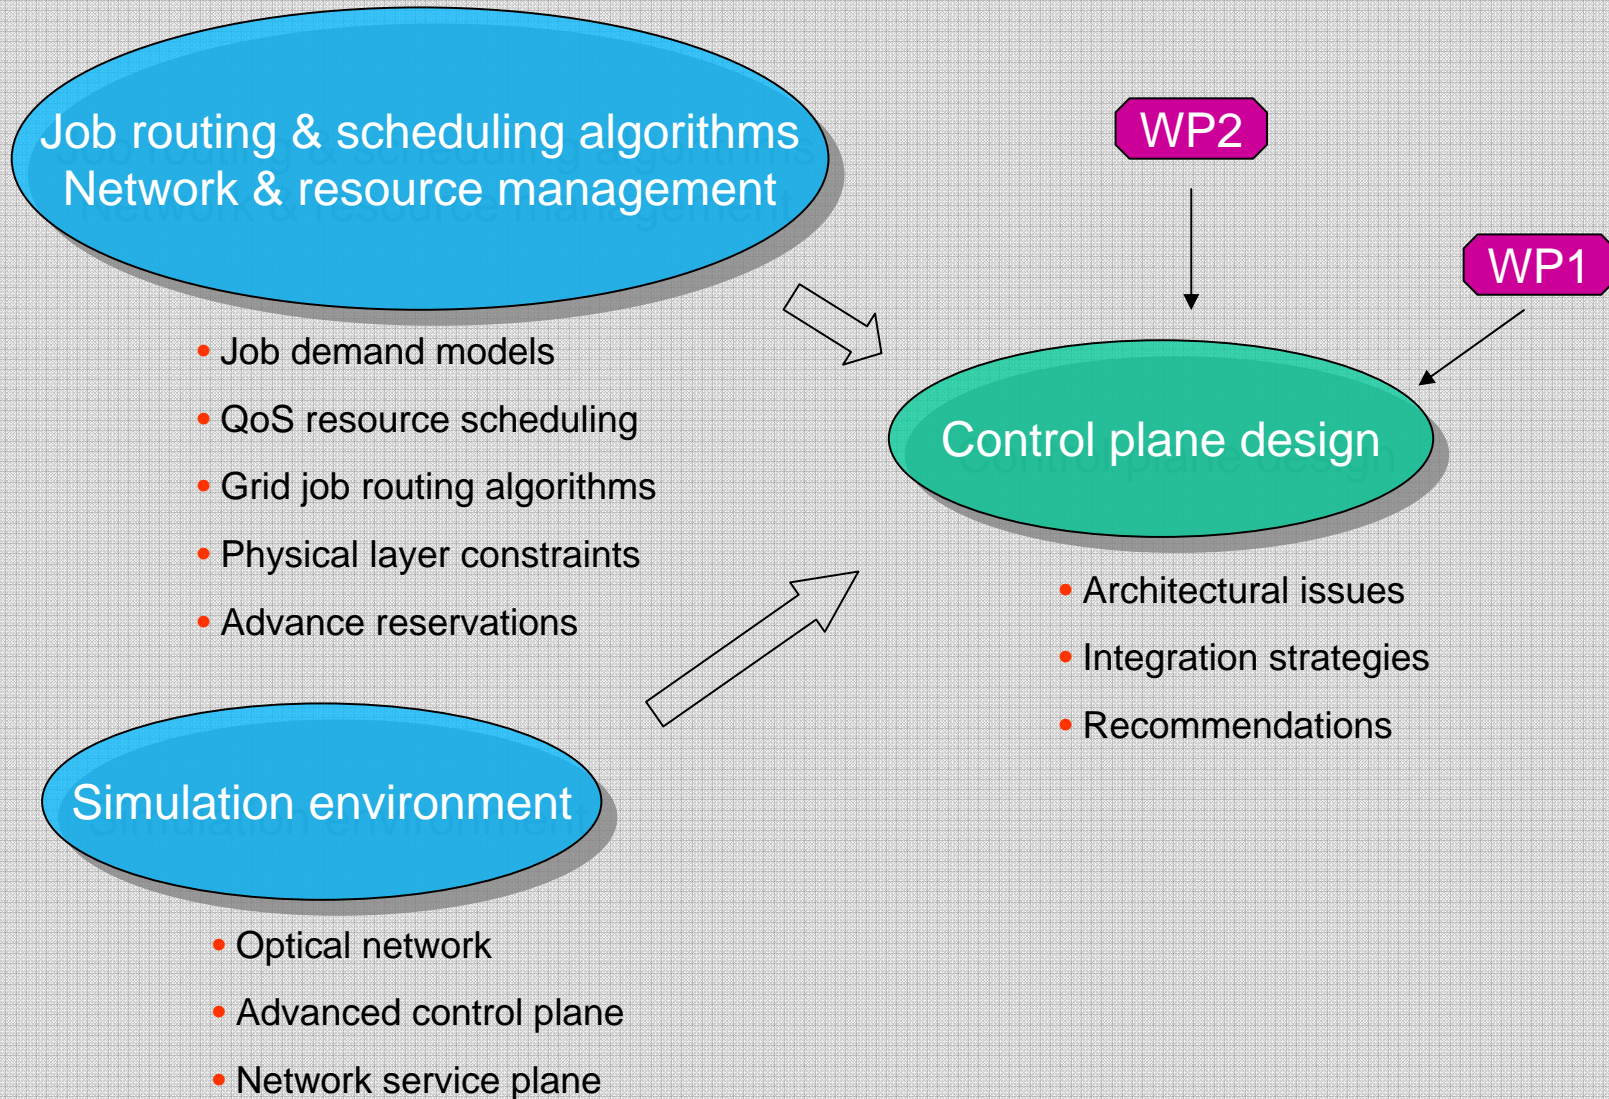 Job routing & scheduling algorithms
Network & resource management
• Job demand models
• QoS resource scheduling
• Grid job routing algorithms
• Physical layer constraints
• Advance reservations
Simulation environment
• Optical network
• Advanced control plane
• Network service plane
WP2
WP1
Control plane design
• Architectural issues
• Integration strategies
• Recommendations